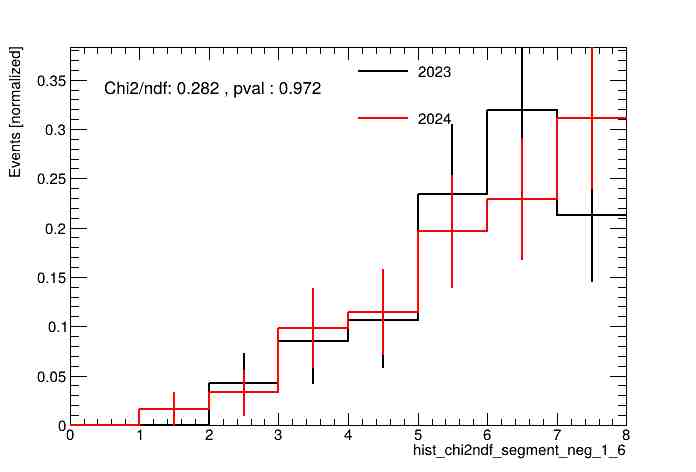 Events [normalized]
Chi2/ndf: 0.282 , pval : 0.972
2023
2024
0.35
0.3
0.25
0.2
0.15
0.1
0.05
0
0 1 2 3 4 5 6 7 8
hist_chi2ndf_segment_neg_1_6